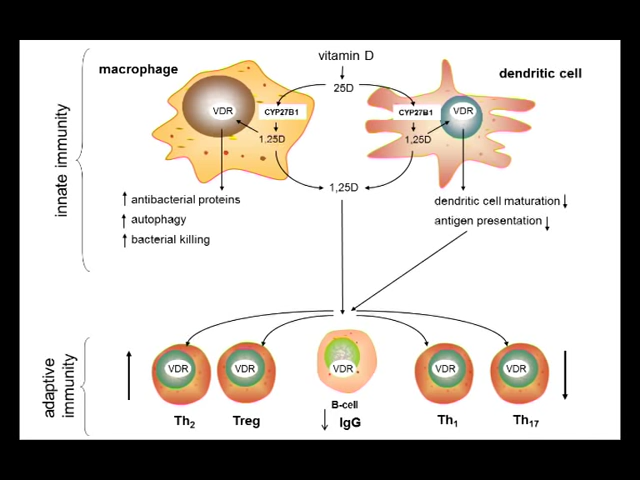 vitamin D
macrophage
dendritic cell
25D
VDR
CYP27B1
CYP27B1
VDR
1,25D
1,25D
1,25D
innate immunity
↑ antibacterial proteins
↑ autophagy
↑ bacterial killing
dendritic cell maturation ↓
antigen presentation ↓
adaptive
immunity
VDR
VDR
VDR
VDR
VDR
Th2
Treg
B-cell
↓ IgG
Th1
Th17